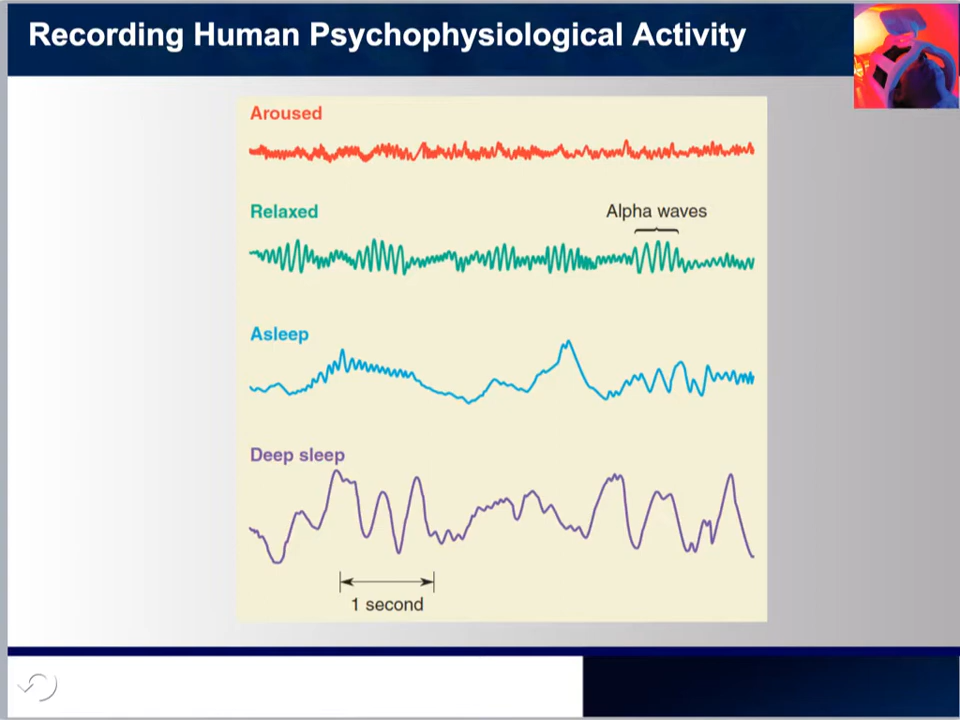 Recording Human Psychophysiological Activity
Aroused
Relaxed
Alpha waves
Asleep
Deep sleep
1 second